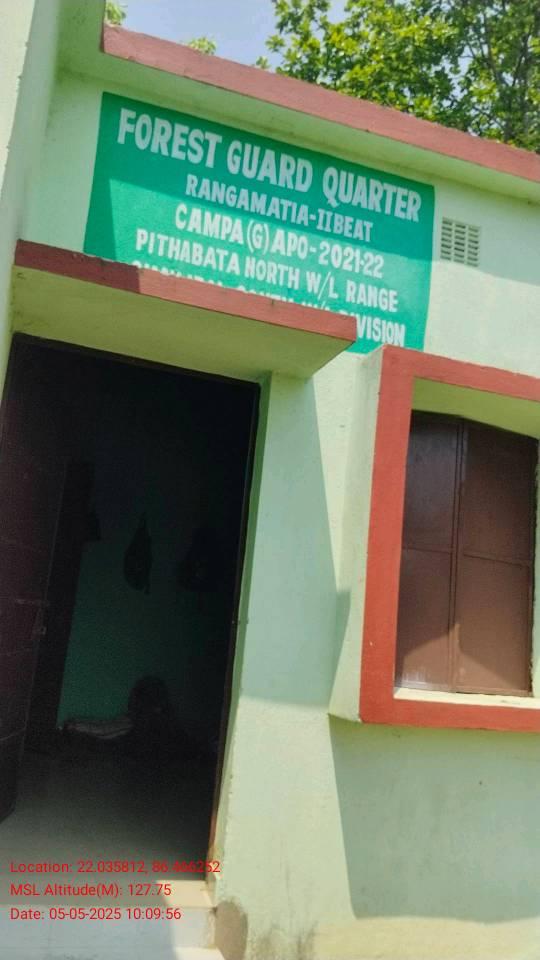 FOREST GUARD QUARTER
RANGAMATIA-II BEAT
CAMPA (G) APO-2021-22
PITHABATA NORTH W/L RANGE
DIVISION
Location: 22.035812, 86.466252
MSL Altitude(M): 127.75
Date: 05-05-2025 10:09:56